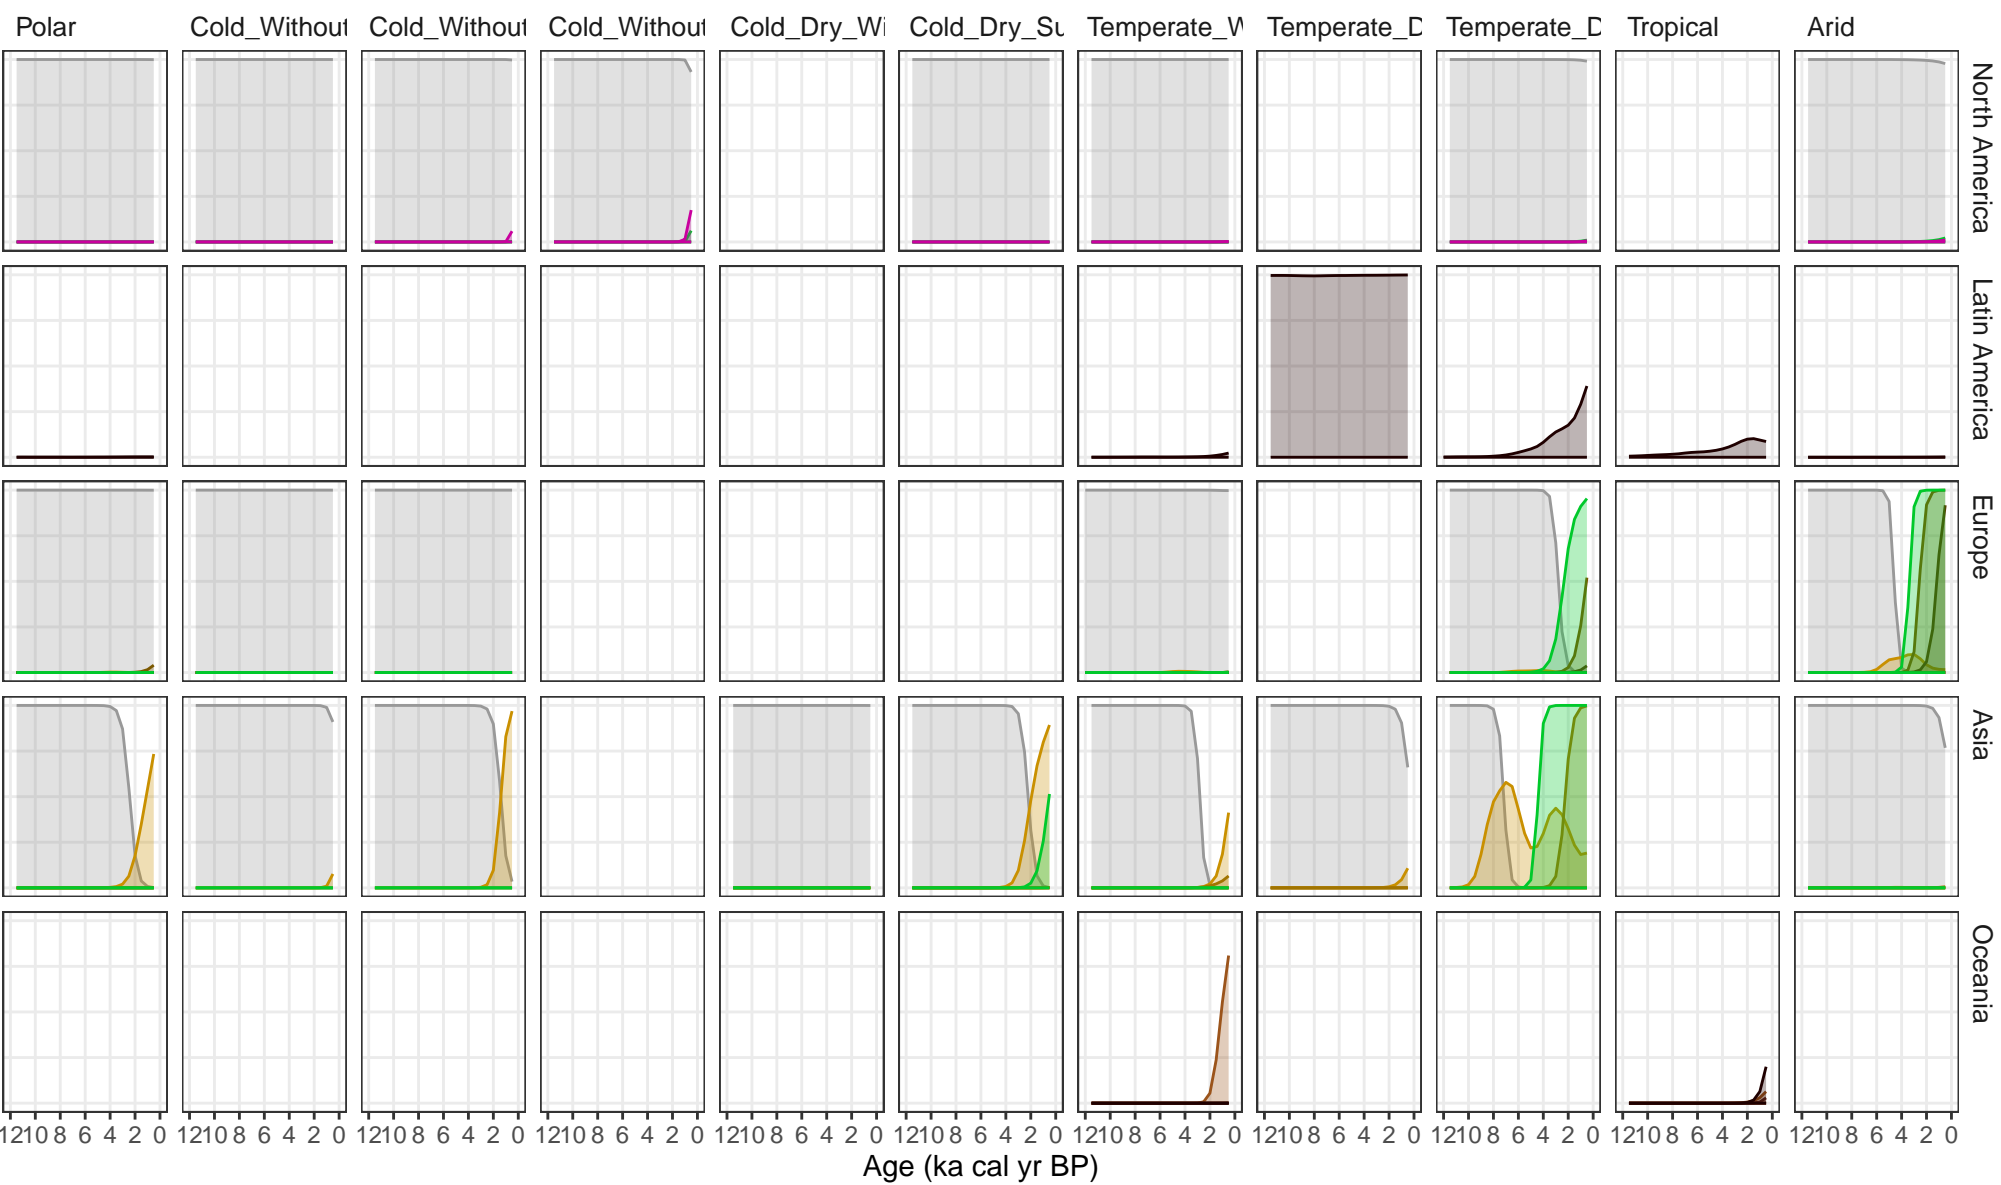 Polar Cold_Without Cold_Without Cold_Without Cold_Dry_Wi Cold_Dry_Su Temperate_W Temperate_D Temperate_D Tropical Arid
North America
Latin America
Europe
Asia
Oceania
12 10 8 6 4 2 0 12 10 8 6 4 2 0 12 10 8 6 4 2 0 12 10 8 6 4 2 0 12 10 8 6 4 2 0 12 10 8 6 4 2 0 12 10 8 6 4 2 0 12 10 8 6 4 2 0 12 10 8 6 4 2 0 12 10 8 6 4 2 0 12 10 8 6 4 2 0
Age (ka cal yr BP)